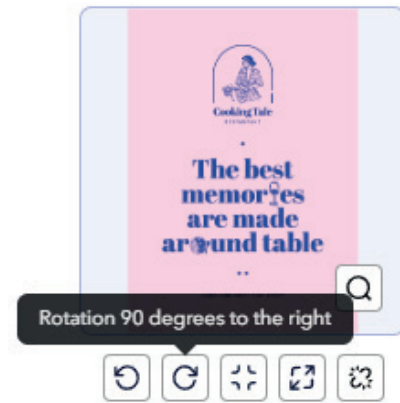 Cooking Tale
The best
memories
are made
around table
Rotation 90 degrees to the right